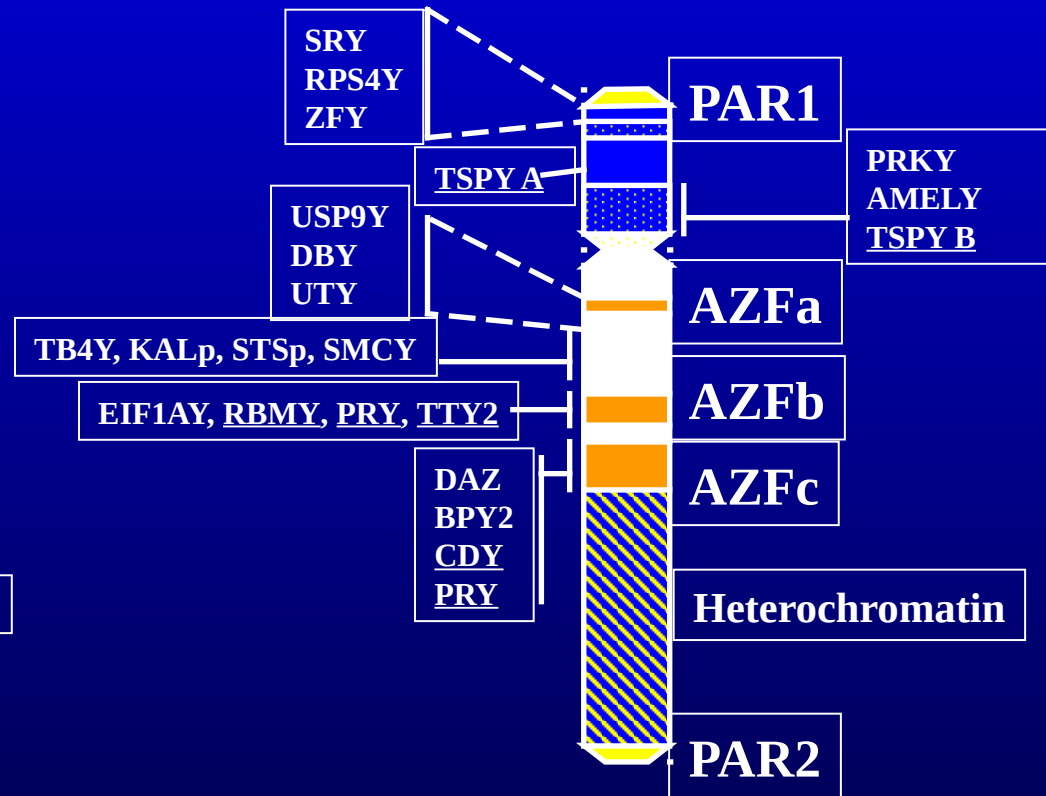 SRY
RPS4Y
ZFY
PAR1
TSPY A
PRKY
AMELY
TSPY B
USP9Y
DBY
UTY
AZFa
TB4Y, KALp, STSp, SMCY
AZFb
EIF1AY, RBMY, PRY, TTY2
DAZ
BPY2
CDY
PRY
AZFc
Heterochromatin
PAR2